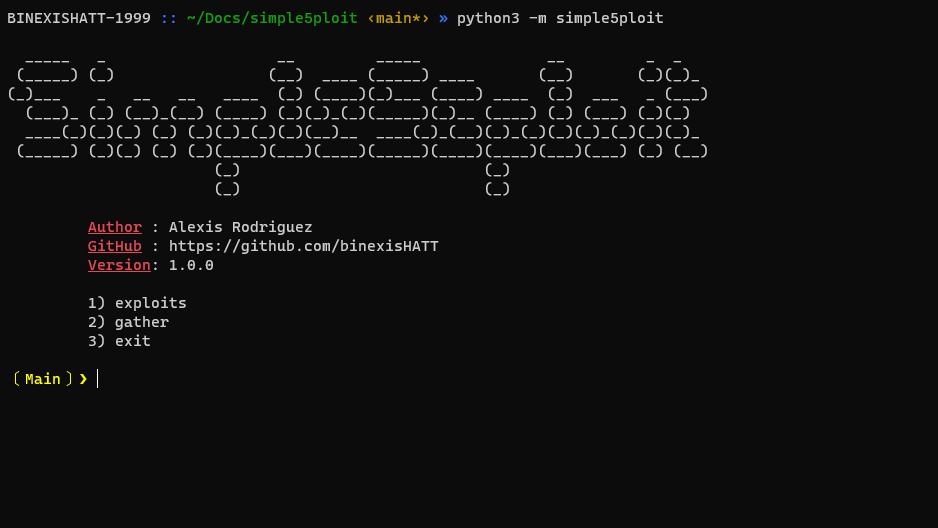 BINEXISHATT-1999 :: ~/Docs/simple5ploit ‹main*› » python3 -m simple5ploit
Simple5ploit
Author : Alexis Rodriguez
GitHub : https://github.com/binexisHATT
Version: 1.0.0
1) exploits
2) gather
3) exit
〔Main〕❯